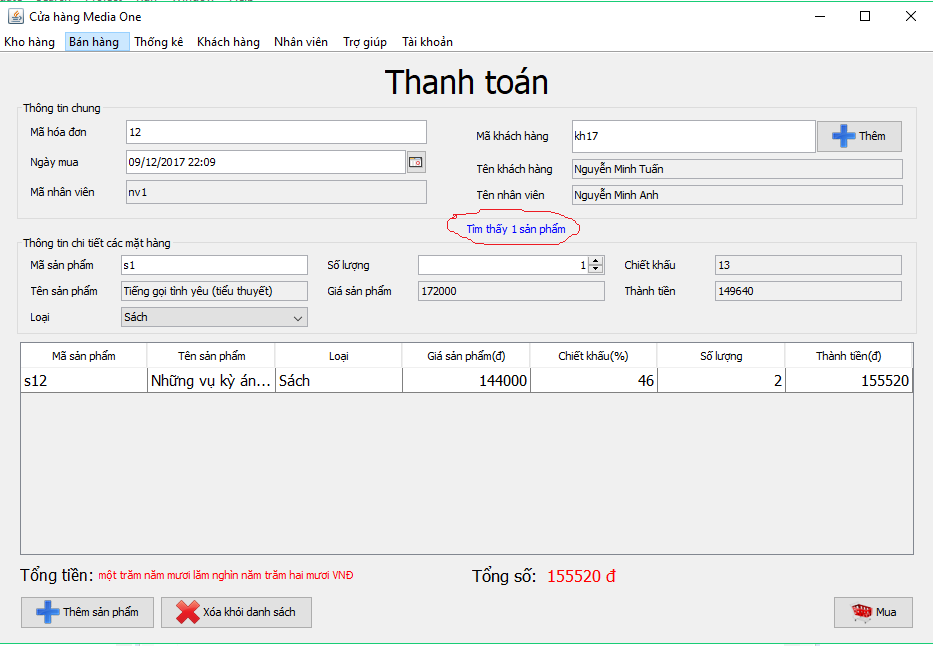 Cửa hàng Media One
Kho hàng Bán hàng Thống kê Khách hàng Nhân viên Trợ giúp Tài khoản
Thanh toán
Thông tin chung
Mã hóa đơn 12
Mã khách hàng kh17 Thêm
Ngày mua 09/12/2017 22:09
Tên khách hàng Nguyễn Minh Tuấn
Mã nhân viên nv1
Tên nhân viên Nguyễn Minh Anh
Tìm thấy 1 sản phẩm
Thông tin chi tiết các mặt hàng
Mã sản phẩm s1 Số lượng 1 Chiết khấu 13
Tên sản phẩm Tiếng gọi tình yêu (tiểu thuyết) Giá sản phẩm 172000 Thành tiền 149640
Loại Sách
Mã sản phẩm Tên sản phẩm Loại Giá sản phẩm(đ) Chiết khấu(%) Số lượng Thành tiền(đ)
s12 Những vụ kỳ án... Sách 144000 46 2 155520
Tổng tiền: một trăm năm mươi lăm nghìn năm trăm hai mươi VNĐ Tổng số: 155520 đ
Thêm sản phẩm Xóa khỏi danh sách Mua